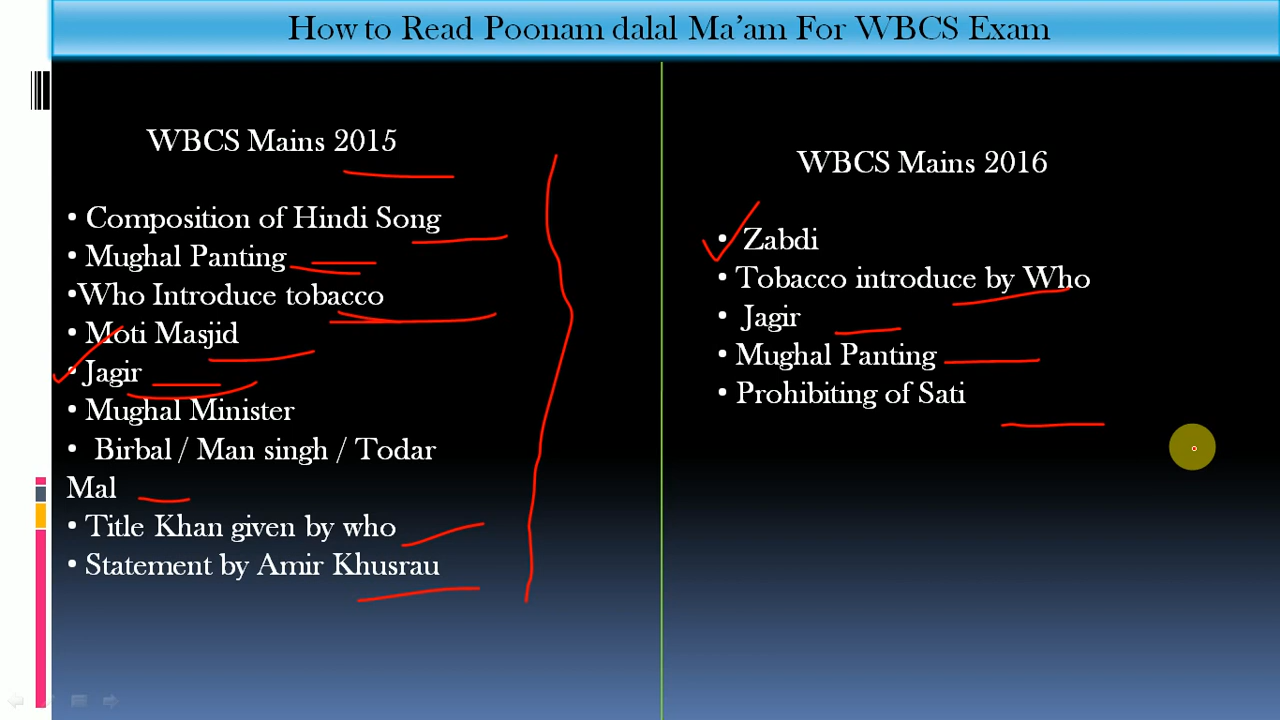 How to Read Poonam dalal Ma’am For WBCS Exam
WBCS Mains 2015
• Composition of Hindi Song
• Mughal Panting
•Who Introduce tobacco
• Moti Masjid
• Jagir
• Mughal Minister
• Birbal / Man singh / Todar
Mal
• Title Khan given by who
• Statement by Amir Khusrau
WBCS Mains 2016
• Zabdi
• Tobacco introduce by Who
• Jagir
• Mughal Panting
• Prohibiting of Sati